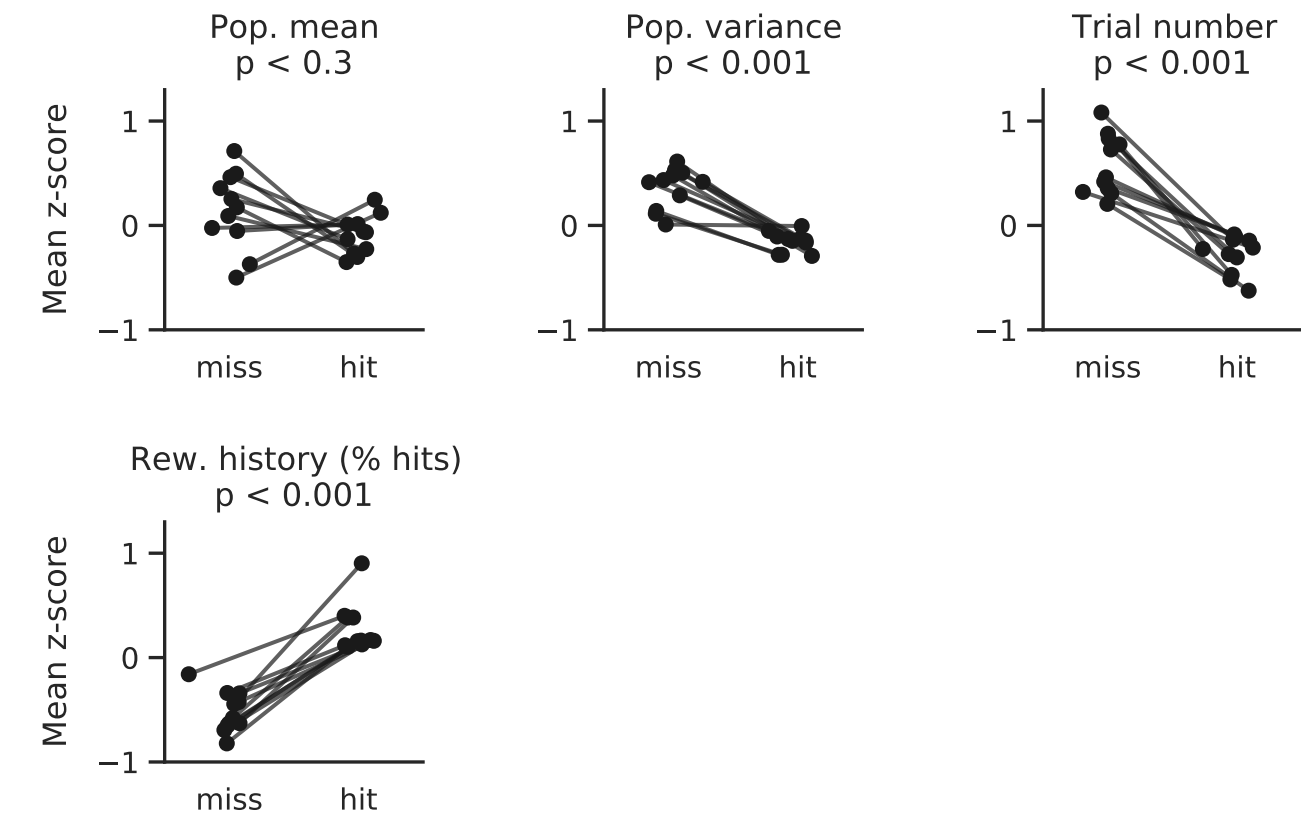 Pop. mean
p < 0.3
Pop. variance
p < 0.001
Trial number
p < 0.001
Mean z-score
1
0
−1
miss hit
1
0
−1
miss hit
1
0
−1
miss hit
Rew. history (% hits)
p < 0.001
Mean z-score
1
0
−1
miss hit